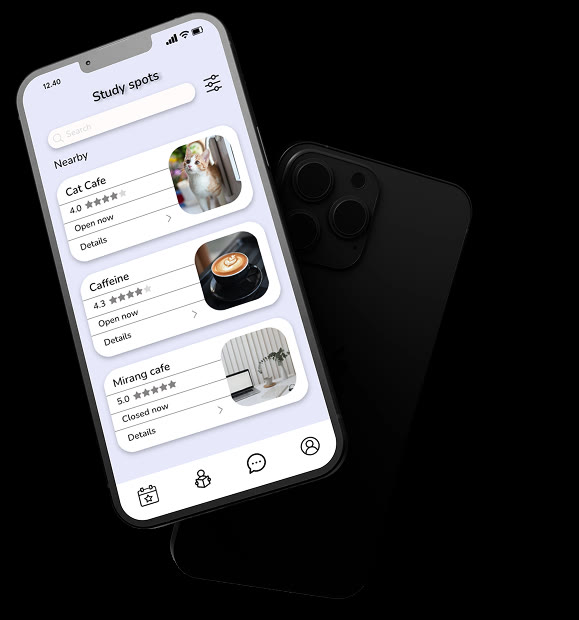 12.40
Study spots
Search
Nearby
Cat Cafe
4.0
Open now
Details
Caffeine
4.3
Open now
Details
Mirang cafe
5.0
Closed now
Details